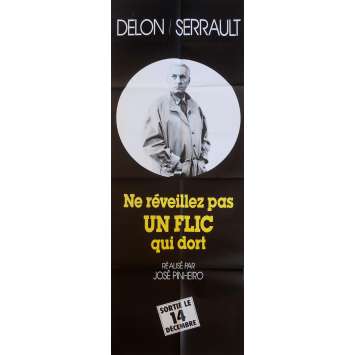 DELON / SERRAULT
Ne réveillez pas
UN FLIC
qui dort
RÉALISÉ PAR
JOSÉ PINHEIRO
SORTIE LE
14
DÉCEMBRE